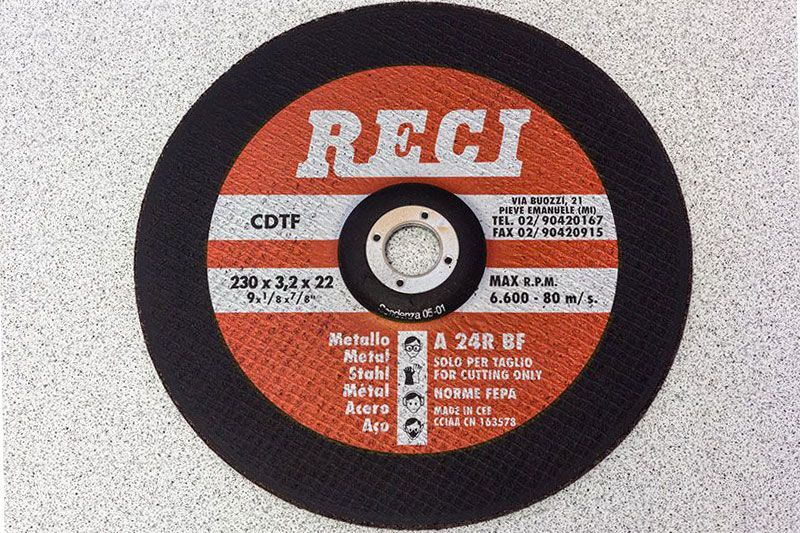 RECI
CDTF
VIA BUOZZI, 21
PIEVE EMANUELE (MI)
TEL. 02/90420167
FAX 02/90420915
230 x 3,2 x 22
9x1/8x7/8"
MAX R.P.M.
6.600 - 80 m/s.
Scadenza 05-01
Metallo
Metal
Stahl
Métal
Acero
Aço
A 24R BF
SOLO PER TAGLIO
FOR CUTTING ONLY
NORME FEPA
MADE IN CEE
CCIAA CN 163578